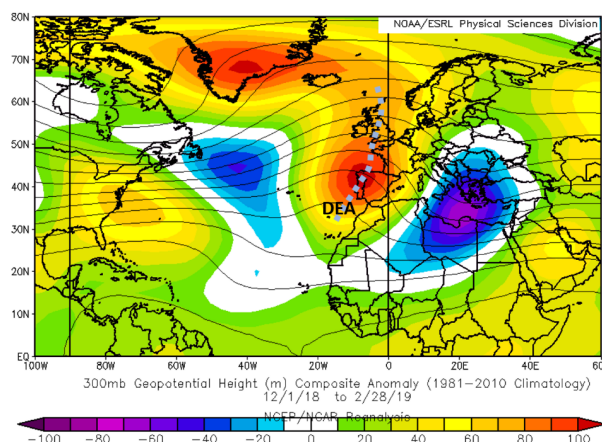 NOAA/ESRL Physical Sciences Division
80N
70N
60N
50N
40N
30N
20N
10N
EQ
DEA
100W 80W 60W 40W 20W 0 20E 40E 60E
300mb Geopotential Height (m) Composite Anomaly (1981-2010 Climatology)
12/1/18 to 2/28/19
NCEP/NCAR Reanalysis
-100 -80 -60 -40 -20 0 20 40 60 80 100